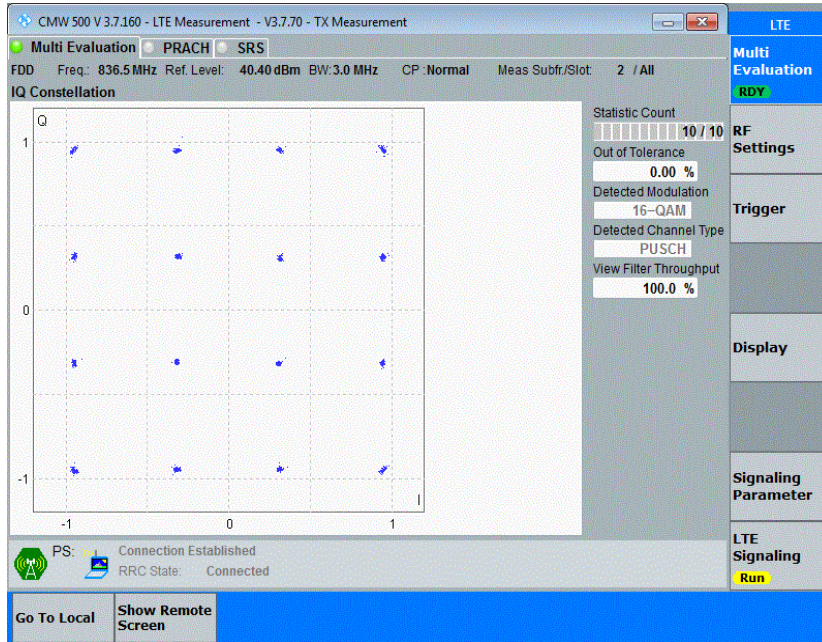 CMW 500 V 3.7.160 - LTE Measurement - V3.7.70 - TX Measurement
LTE
Multi Evaluation PRACH SRS
Multi
Evaluation
RDY
FDD Freq.: 836.5 MHz Ref. Level: 40.40 dBm BW: 3.0 MHz CP : Normal Meas Subfr./Slot: 2 / All
IQ Constellation
Q
1
0
-1
-1 0 1
I
Statistic Count
10 / 10
Out of Tolerance
0.00 %
Detected Modulation
16-QAM
Detected Channel Type
PUSCH
View Filter Throughput
100.0 %
RF
Settings
Trigger
Display
Signaling
Parameter
LTE
Signaling
Run
PS: Connection Established
RRC State: Connected
Go To Local
Show Remote
Screen